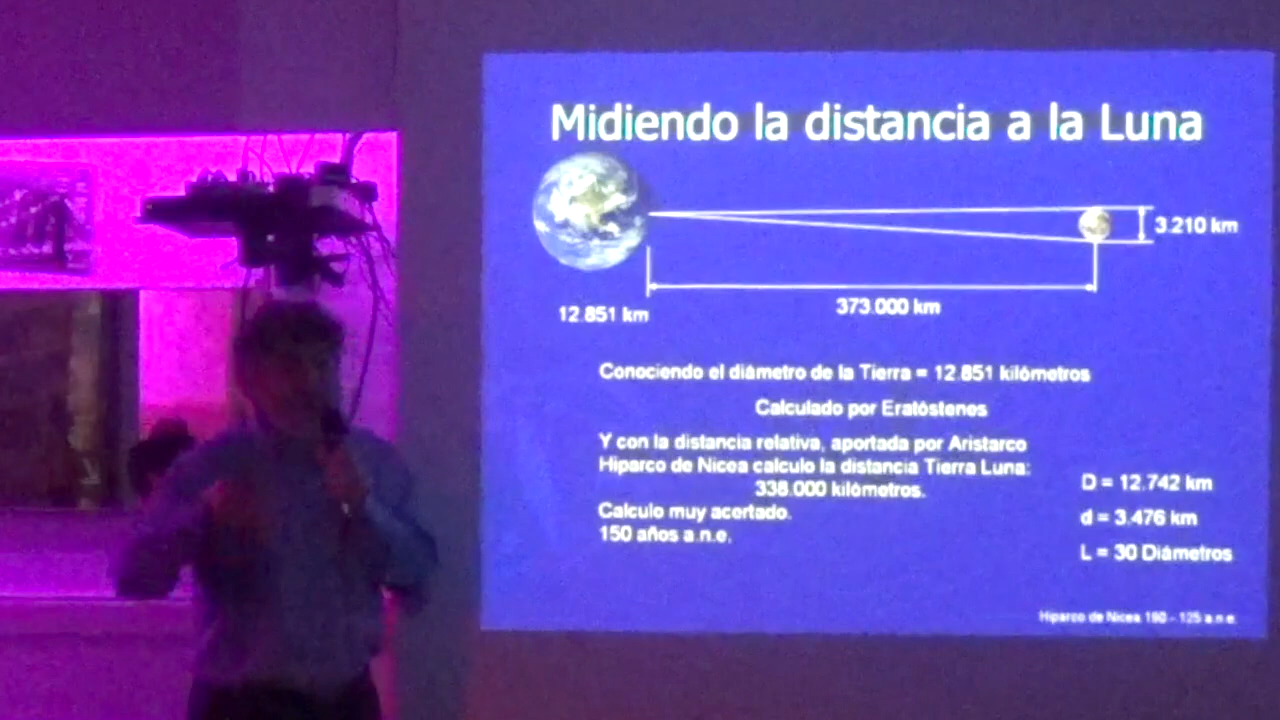 Midiendo la distancia a la Luna
3.210 km
373.000 km
12.851 km
Conociendo el diámetro de la Tierra = 12.851 kilómetros
Calculado por Eratóstenes
Y con la distancia relativa, aportada por Aristarco
Hiparco de Nicea calculo la distancia Tierra Luna:
338.000 kilómetros.
Calculo muy acertado.
150 años a.n.e.
D = 12.742 km
d = 3.476 km
L = 30 Diámetros
Hiparco de Nicea 190 - 125 a.n.e.